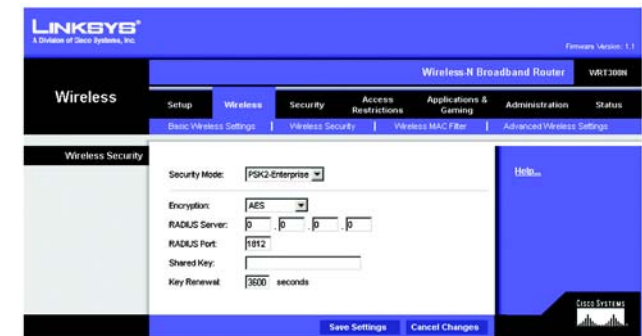 LINKSYS®
A Division of Cisco Systems, Inc.
Firmware Version: 1.1
Wireless-N Broadband Router WRT300N
Wireless
Setup Wireless Security Access Restrictions Applications & Gaming Administration Status
Basic Wireless Settings | Wireless Security | Wireless MAC Filter | Advanced Wireless Settings
Wireless Security
Help...
Security Mode: PSK2-Enterprise
Encryption: AES
RADIUS Server: 0 . 0 . 0 . 0
RADIUS Port: 1812
Shared Key:
Key Renewal: 3600 seconds
Save Settings Cancel Changes
CISCO SYSTEMS